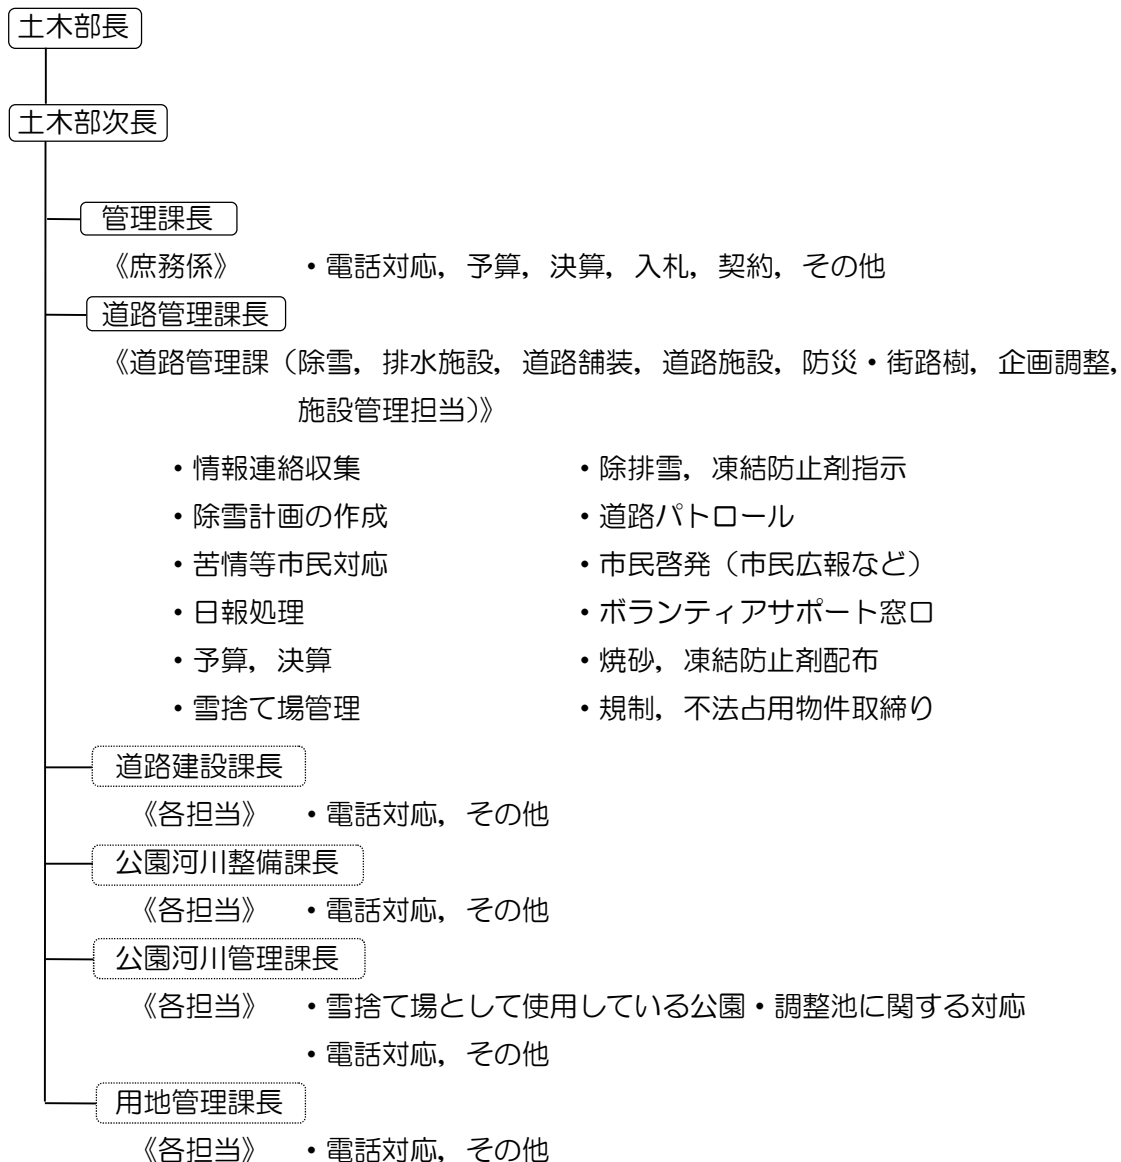 土木部長
土木部次長
管理課長
《庶務係》 ・電話対応，予算，決算，入札，契約，その他
道路管理課長
《道路管理課（除雪，排水施設，道路舗装，道路施設，防災・街路樹，企画調整，
施設管理担当）》
・情報連絡収集 ・除排雪，凍結防止剤指示
・除雪計画の作成 ・道路パトロール
・苦情等市民対応 ・市民啓発（市民広報など）
・日報処理 ・ボランティアサポート窓口
・予算，決算 ・焼砂，凍結防止剤配布
・雪捨て場管理 ・規制，不法占用物件取締り
道路建設課長
《各担当》 ・電話対応，その他
公園河川整備課長
《各担当》 ・電話対応，その他
公園河川管理課長
《各担当》 ・雪捨て場として使用している公園・調整池に関する対応
・電話対応，その他
用地管理課長
《各担当》 ・電話対応，その他